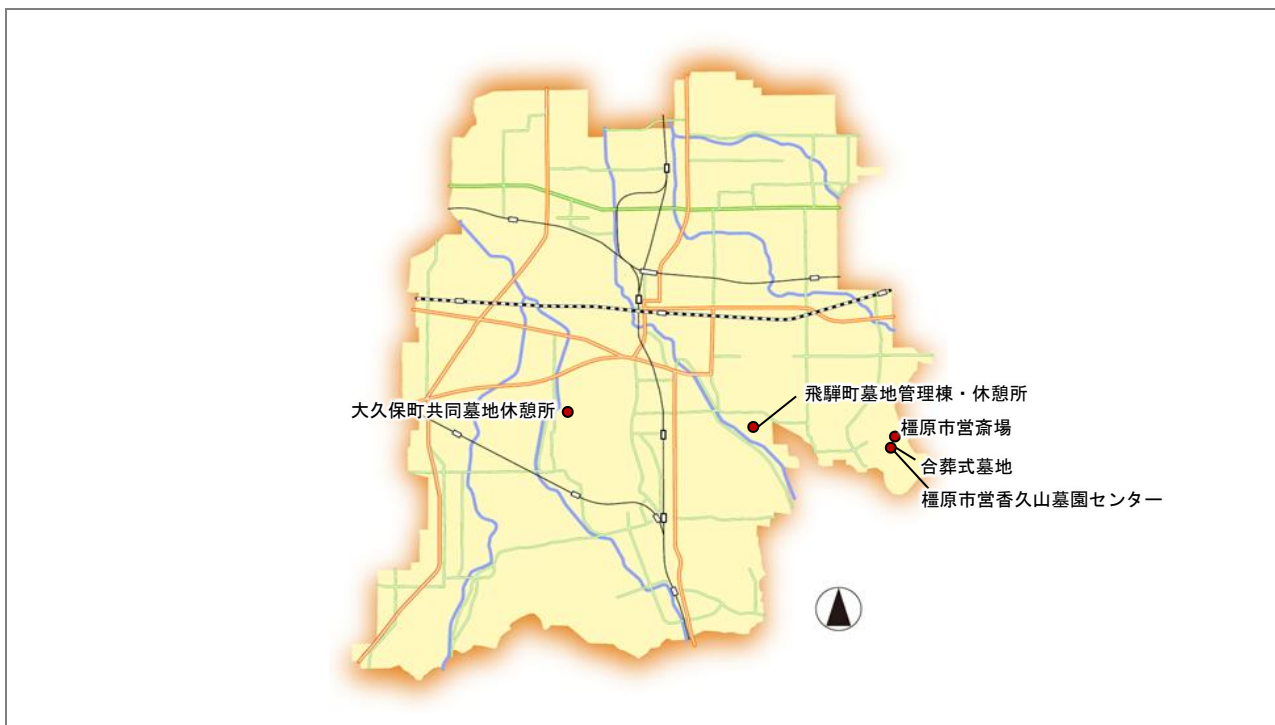 飛騨町墓地管理棟・休憩所
大久保町共同墓地休憩所
橿原市営斎場
合葬式墓地
橿原市営香久山墓園センター